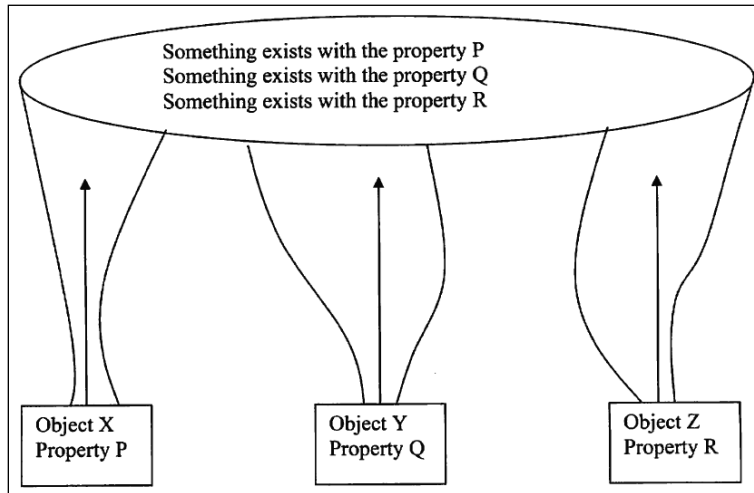 Something exists with the property P
Something exists with the property Q
Something exists with the property R
Object X
Property P
Object Y
Property Q
Object Z
Property R